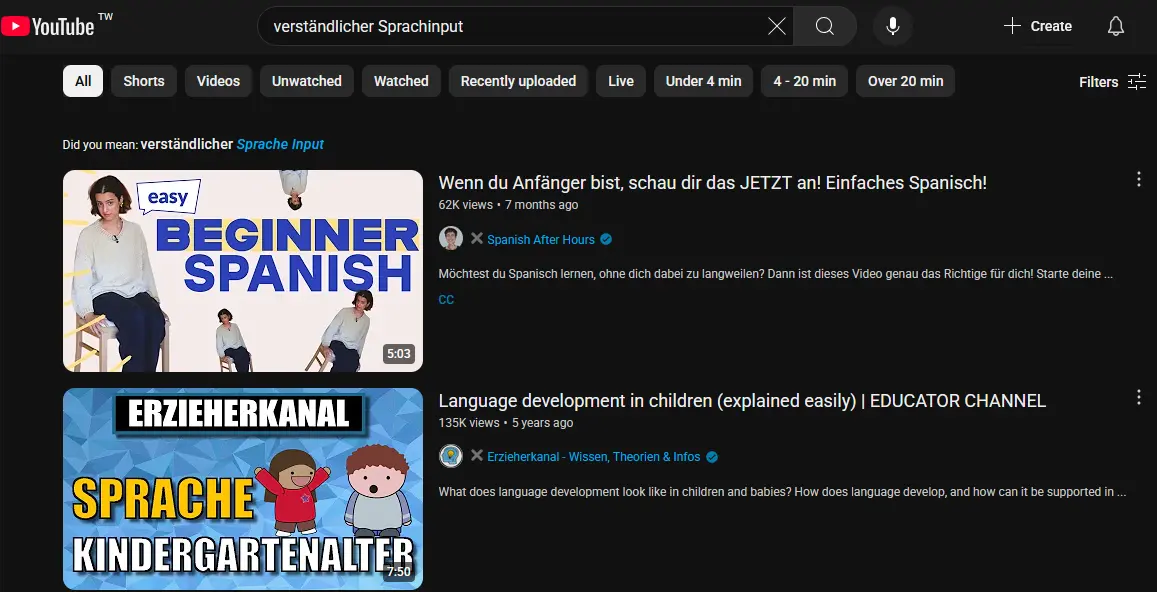 YouTube TW
verständlicher Sprachinput
Create
All
Shorts
Videos
Unwatched
Watched
Recently uploaded
Live
Under 4 min
4 - 20 min
Over 20 min
Filters
Did you mean: verständlicher Sprache Input
easy
BEGINNER
SPANISH
5:03
Wenn du Anfänger bist, schau dir das JETZT an! Einfaches Spanisch!
62K views • 7 months ago
Spanish After Hours
Möchtest du Spanisch lernen, ohne dich dabei zu langweilen? Dann ist dieses Video genau das Richtige für dich! Starte deine ...
CC
ERZIEHERKANAL
SPRACHE
KINDERGARTENALTER
7:50
Language development in children (explained easily) | EDUCATOR CHANNEL
135K views • 5 years ago
Erzieherkanal - Wissen, Theorien & Infos
What does language development look like in children and babies? How does language develop, and how can it be supported in ...